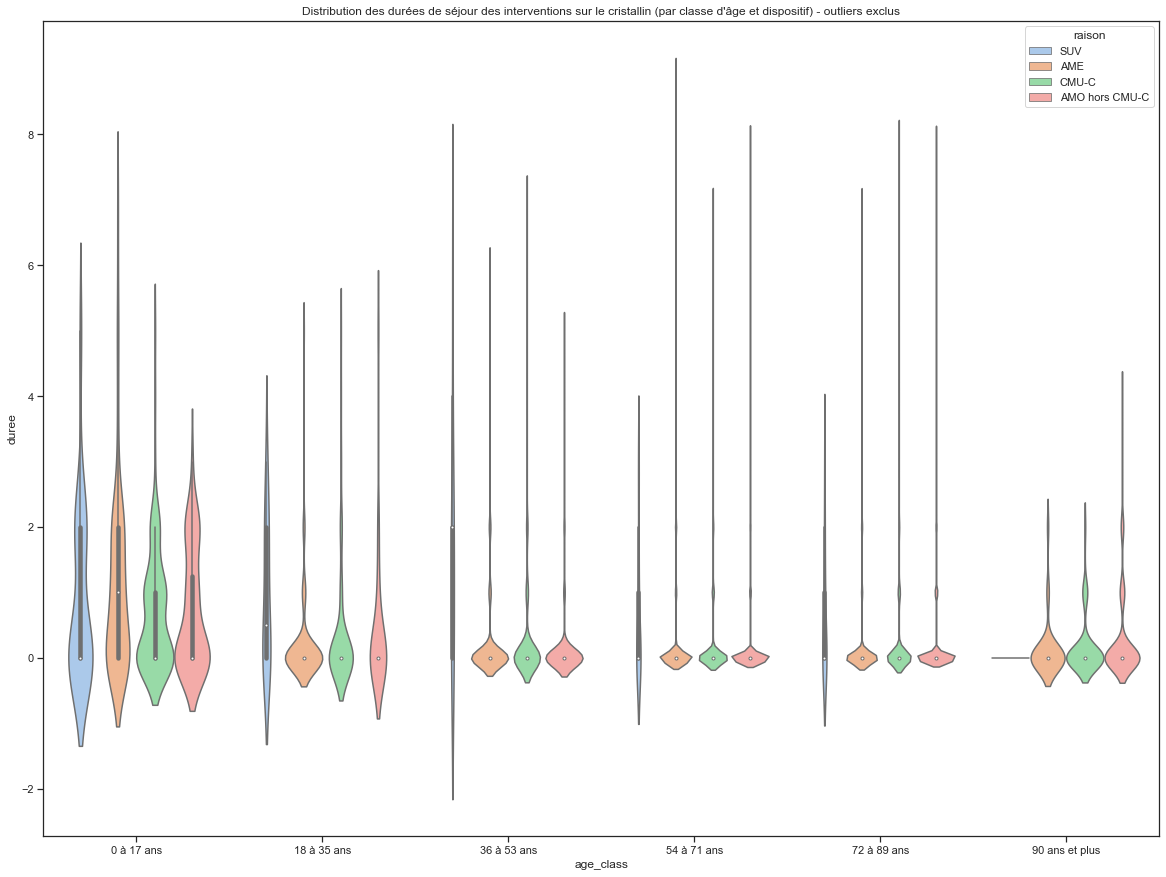 Distribution des durées de séjour des interventions sur le cristallin (par classe d'âge et dispositif) - outliers exclus
raison
SUV
AME
CMU-C
AMO hors CMU-C
8
6
4
2
0
−2
duree
0 à 17 ans
18 à 35 ans
36 à 53 ans
54 à 71 ans
72 à 89 ans
90 ans et plus
age_class